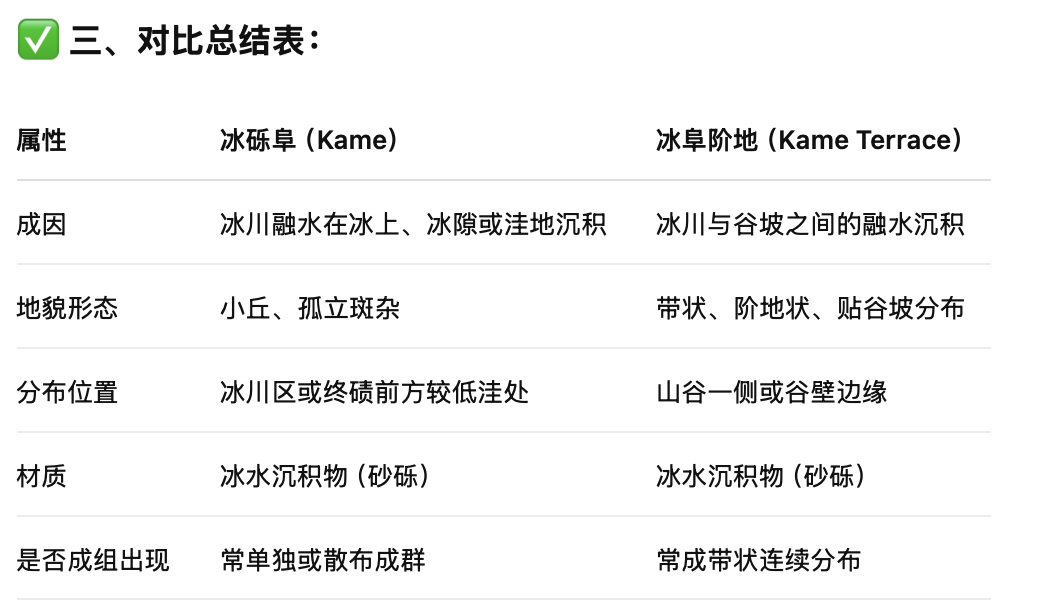 ✅ 三、对比总结表：
属性 冰砾阜（Kame） 冰阜阶地（Kame Terrace）
成因 冰川融水在冰上、冰隙或洼地沉积 冰川与谷坡之间的融水沉积
地貌形态 小丘、孤立斑杂 带状、阶地状、贴谷坡分布
分布位置 冰川区或终碛前方较低洼处 山谷一侧或谷壁边缘
材质 冰水沉积物（砂砾） 冰水沉积物（砂砾）
是否成组出现 常单独或散布成群 常成带状连续分布